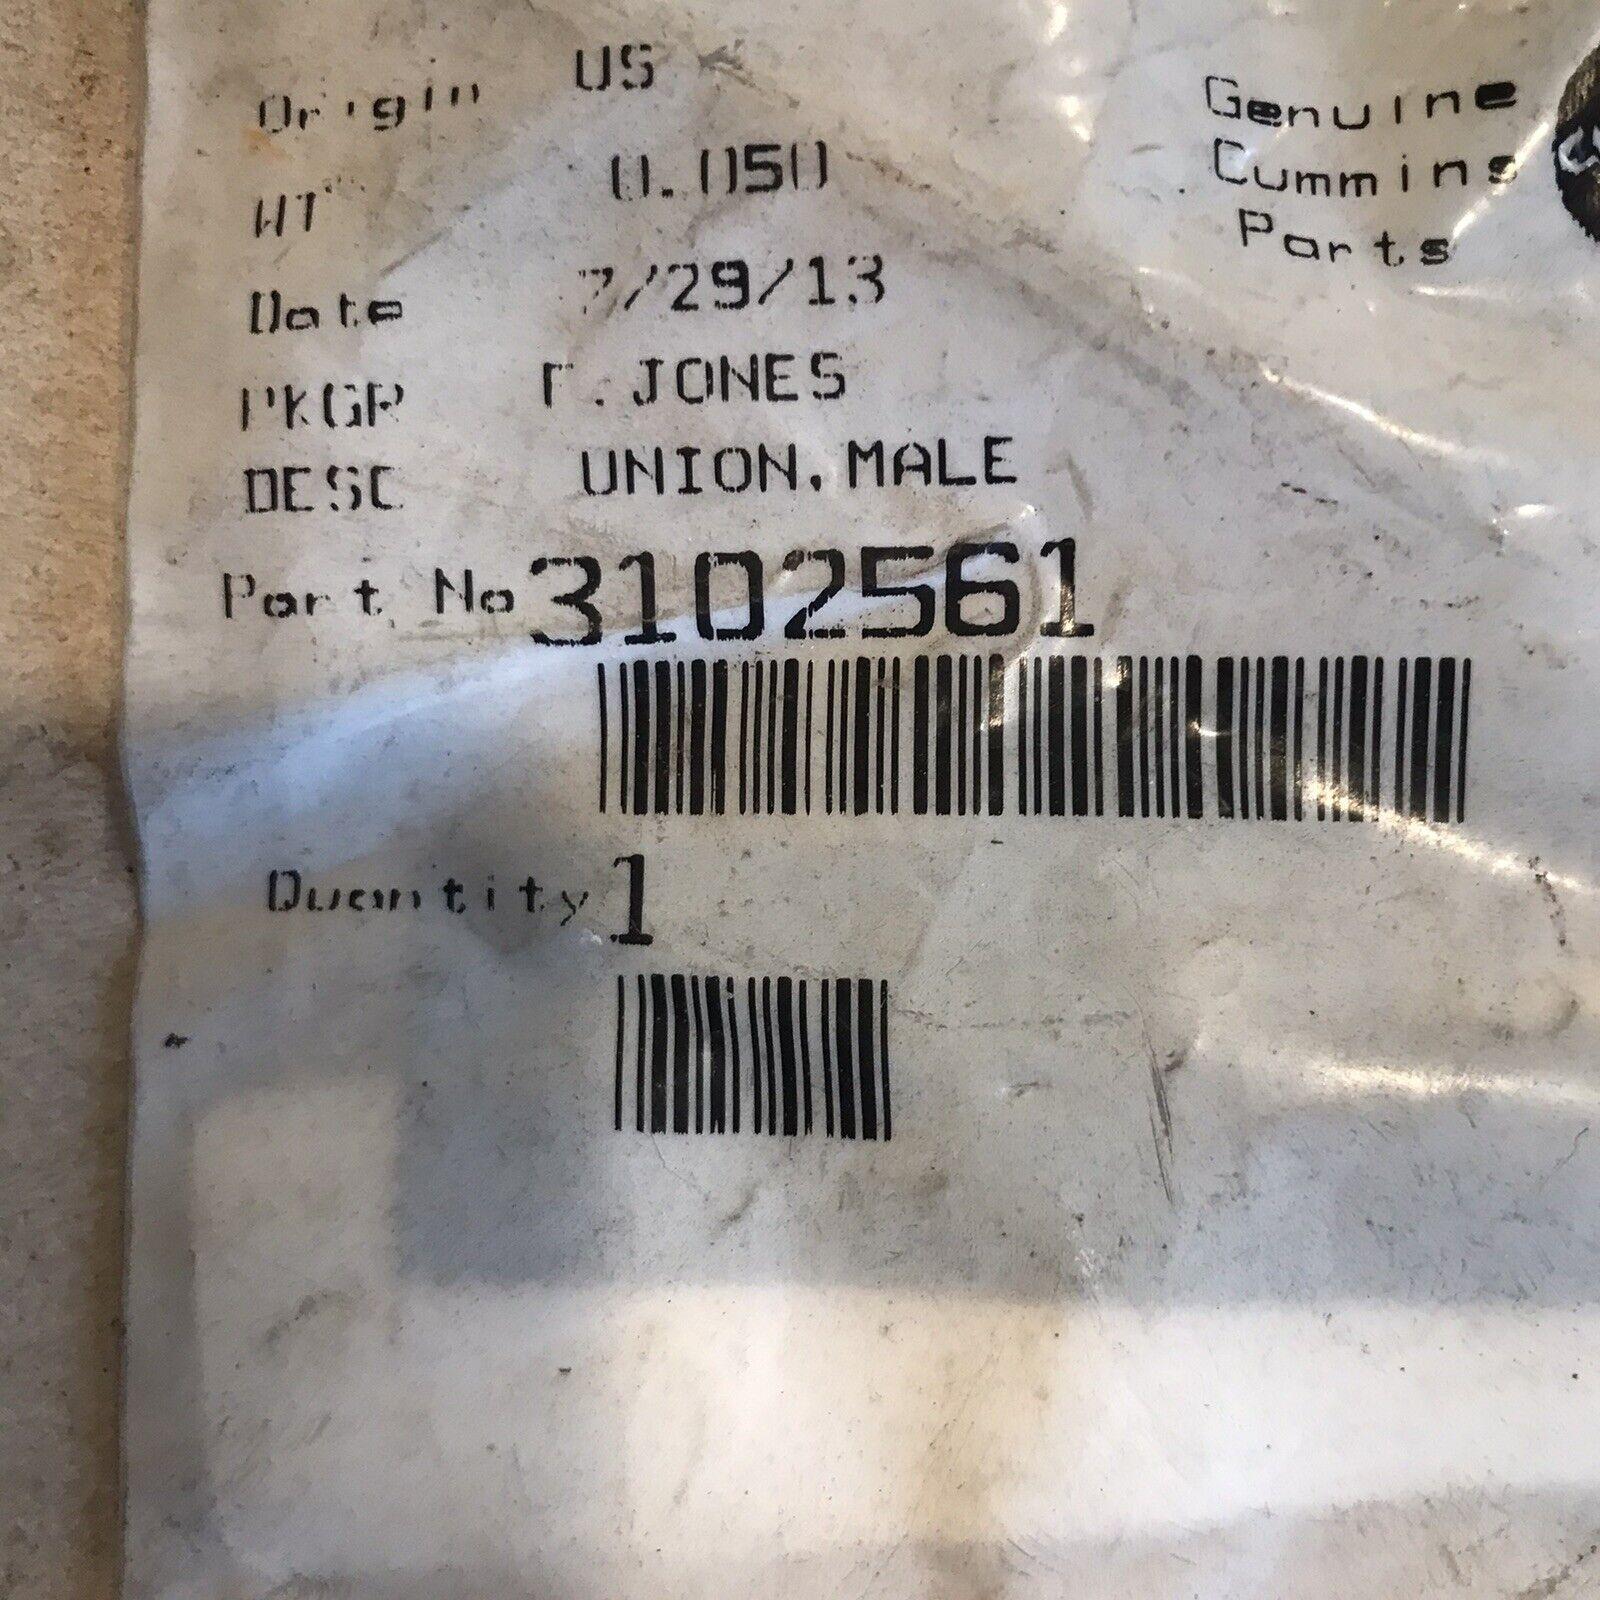 Origin US
WT 0.050
Date 7/29/13
PKGR JONES
DESC UNION, MALE
Part No 3102561
Quantity 1
Genuine
Cummins
Parts